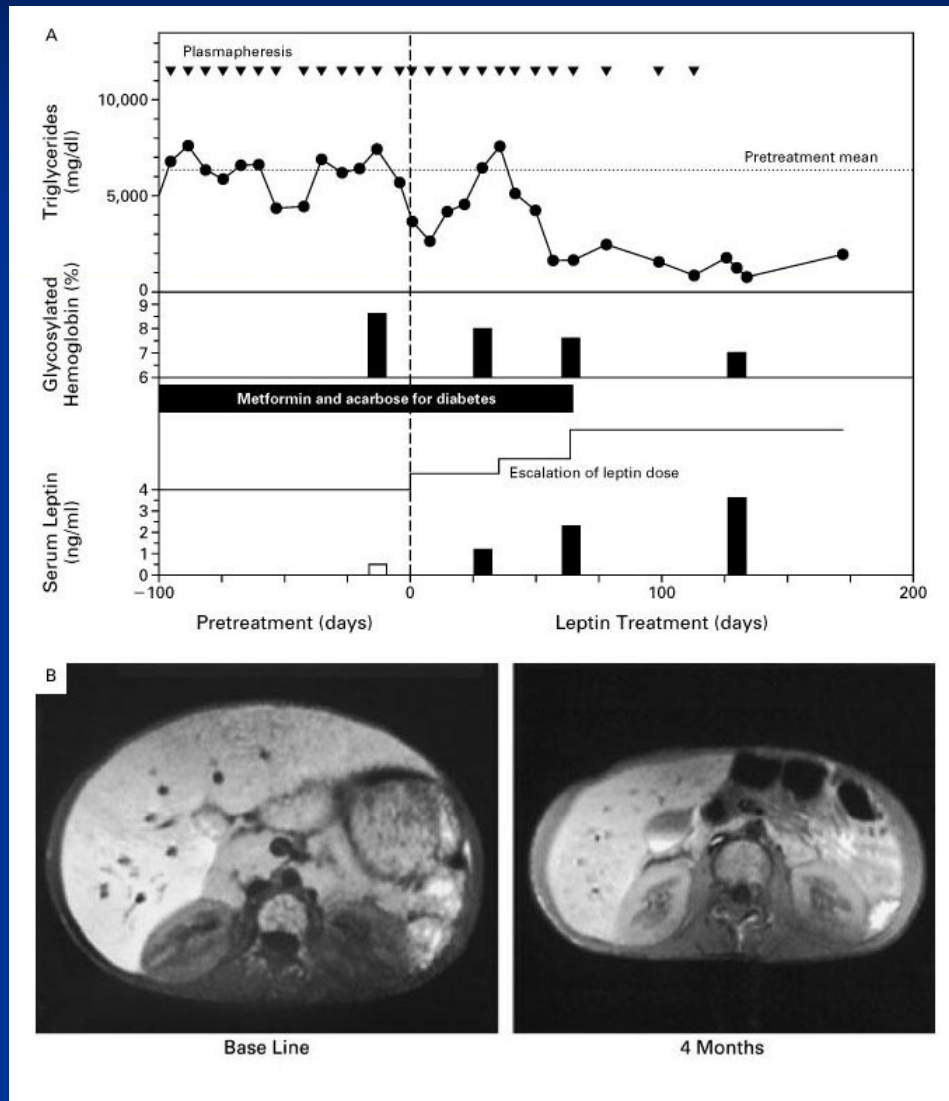 A
Plasmapheresis
10,000
Triglycerides
(mg/dl)
Pretreatment mean
5,000
0
Glycosylated
Hemoglobin (%)
9
8
7
6
Metformin and acarbose for diabetes
Escalation of leptin dose
Serum Leptin
(ng/ml)
4
3
2
1
0
−100
0
100
200
Pretreatment (days)
Leptin Treatment (days)
B
Base Line
4 Months